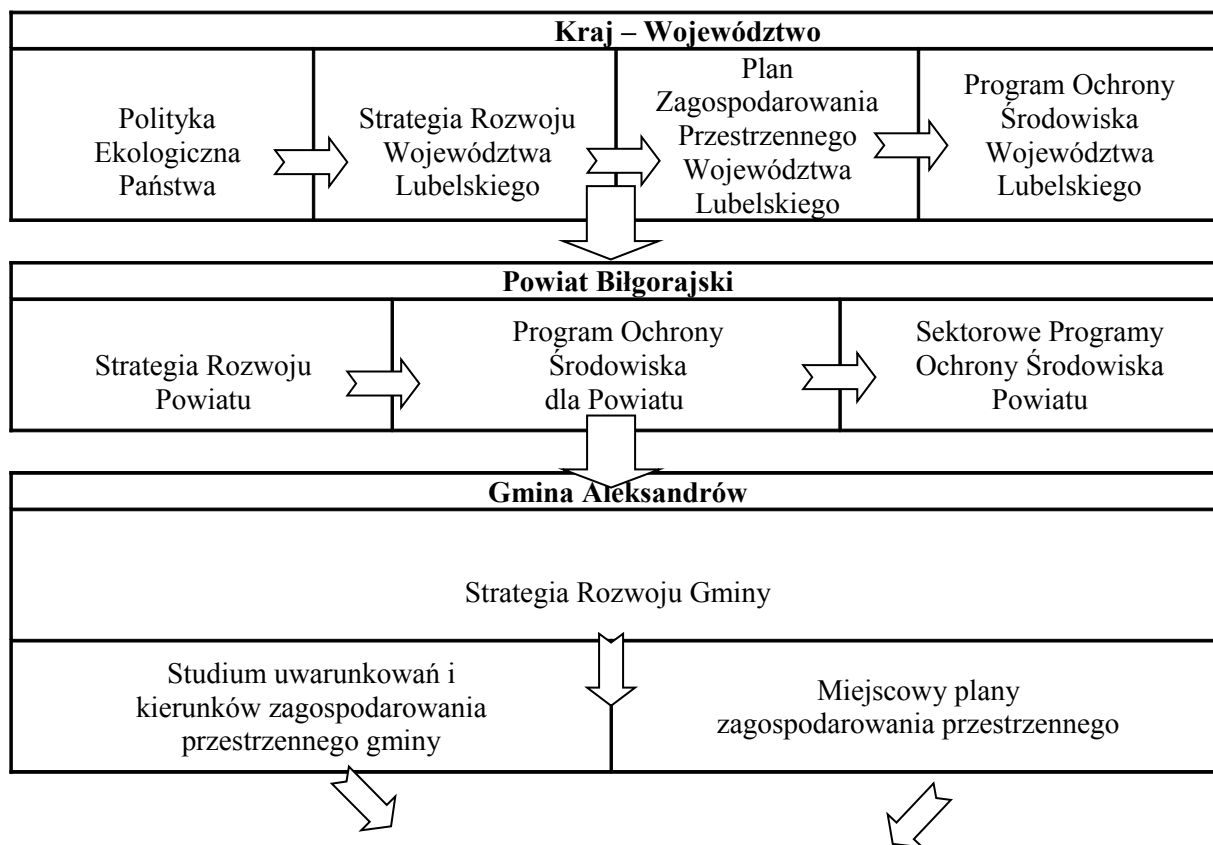 Kraj – Województwo
Polityka
Ekologiczna
Państwa
Strategia Rozwoju
Województwa
Lubelskiego
Plan
Zagospodarowania
Przestrzennego
Województwa
Lubelskiego
Program Ochrony
Środowiska
Województwa
Lubelskiego
Powiat Biłgorajski
Strategia Rozwoju
Powiatu
Program Ochrony
Środowiska
dla Powiatu
Sektorowe Programy
Ochrony Środowiska
Powiatu
Gmina Aleksandrów
Strategia Rozwoju Gminy
Studium uwarunkowań i
kierunków zagospodarowania
przestrzennego gminy
Miejscowy plany
zagospodarowania przestrzennego